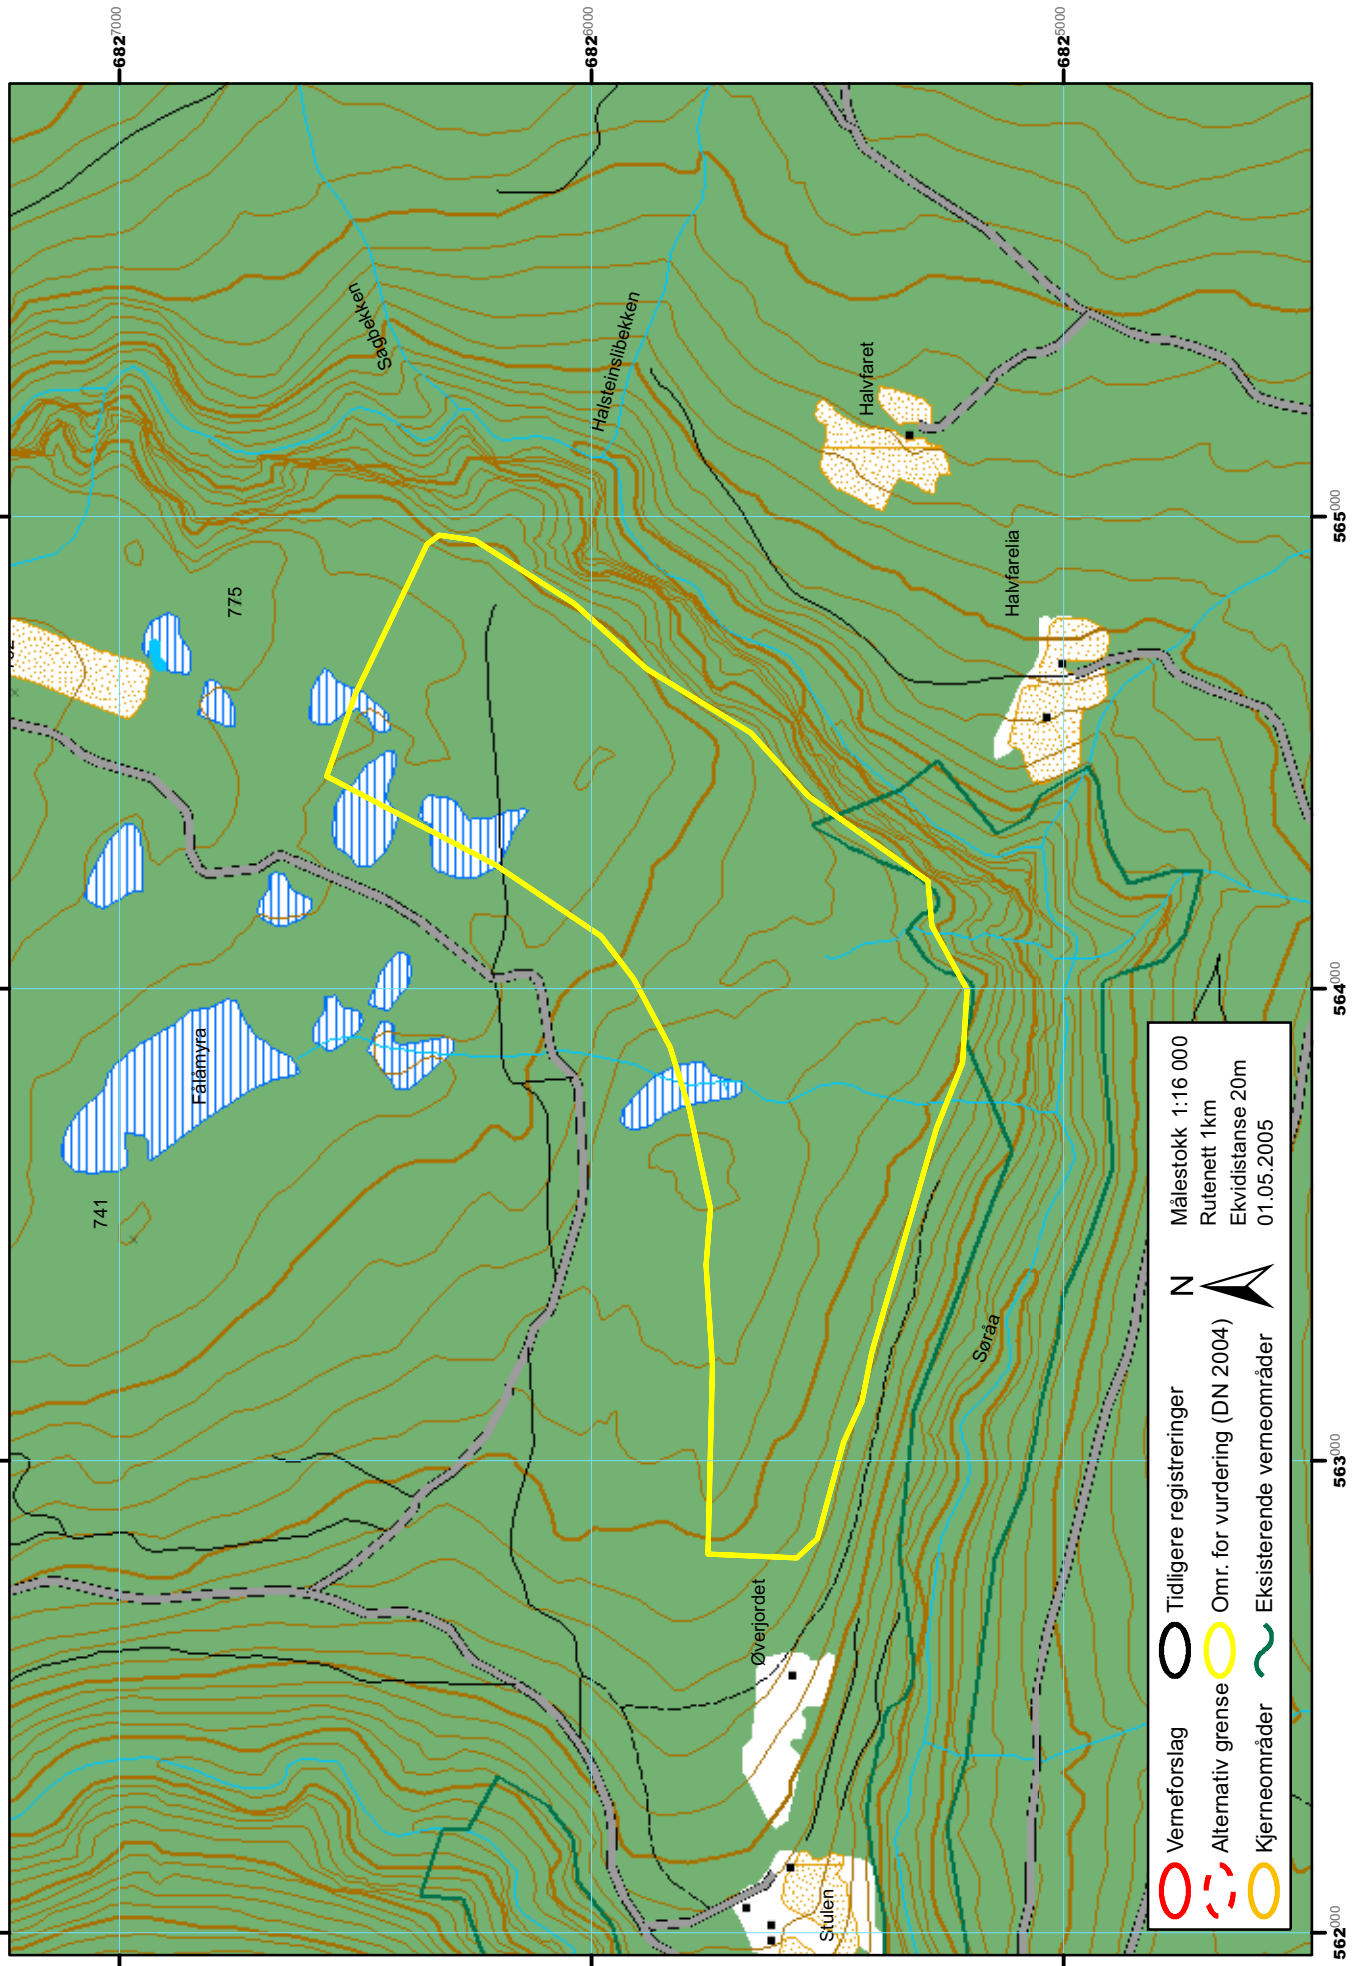 6827000
6826000
6825000
Sagbekken
Halsteinslibekken
Halvfaret
565000
Halvfarelia
775
564000
Fålåmyra
741
Søråa
563000
Øverjordet
Stulen
562000
Verneforslag
Alternativ grense
Kjerneområder
Tidligere registreringer
Omr. for vurdering (DN 2004)
Eksisterende verneområder
N
Målestokk 1:16 000
Rutenett 1km
Ekvidistanse 20m
01.05.2005